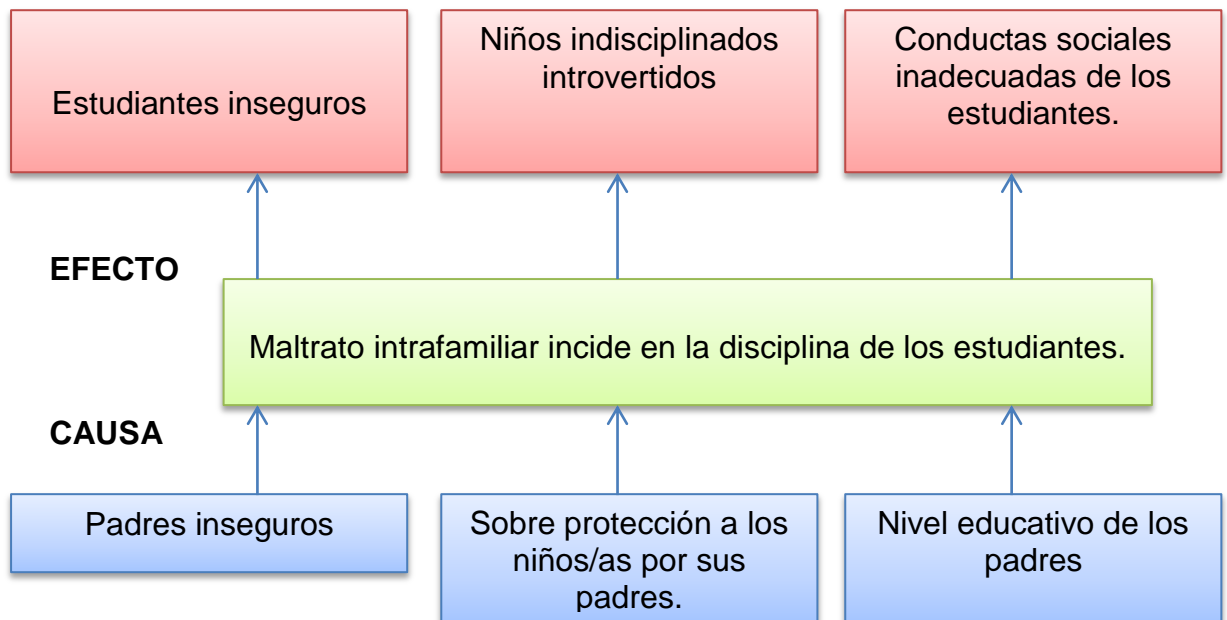 Estudiantes inseguros
Niños indisciplinados
introvertidos
Conductas sociales
inadecuadas de los
estudiantes.
EFECTO
Maltrato intrafamiliar incide en la disciplina de los estudiantes.
CAUSA
Padres inseguros
Sobre protección a los
niños/as por sus
padres.
Nivel educativo de los
padres